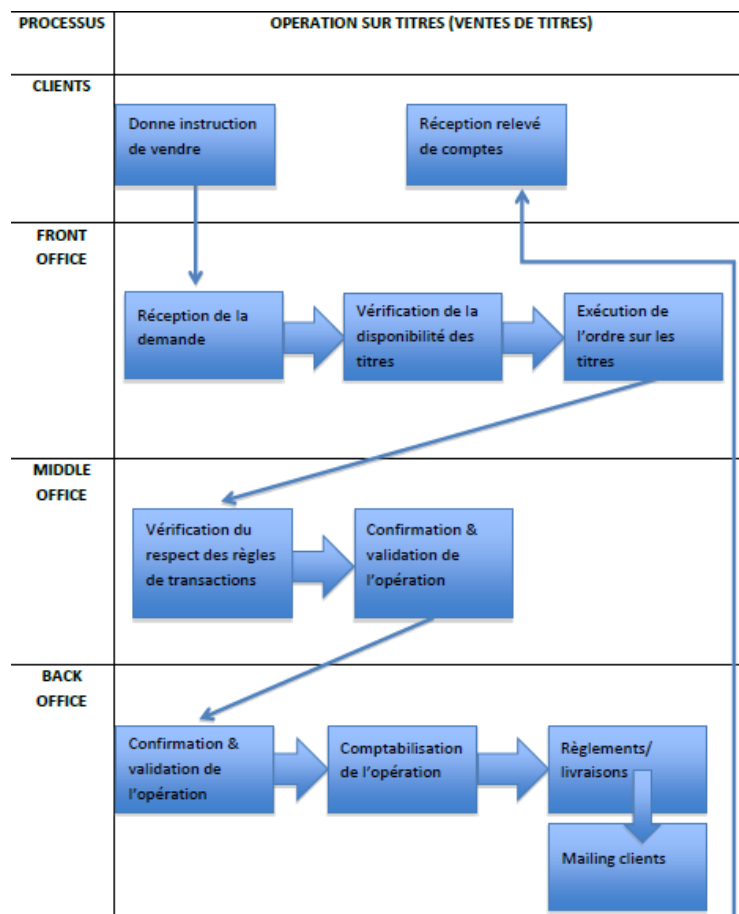 PROCESSUS
OPERATION SUR TITRES (VENTES DE TITRES)
CLIENTS
Donne instruction
de vendre
Réception relevé
de comptes
FRONT
OFFICE
Réception de la
demande
Vérification de la
disponibilité des
titres
Exécution de
l'ordre sur les
titres
MIDDLE
OFFICE
Vérification du
respect des règles
de transactions
Confirmation &
validation de
l'opération
BACK
OFFICE
Confirmation &
validation de
l'opération
Comptabilisation
de l'opération
Règlements/
livraisons
Mailing clients